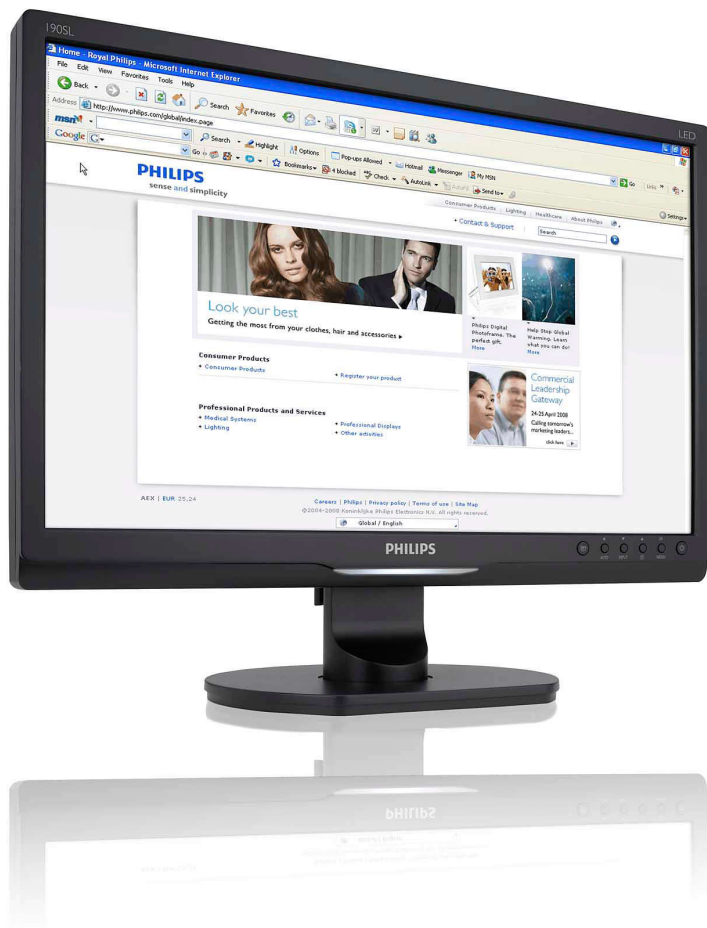 190SL
LED
Home - Royal Philips - Microsoft Internet Explorer
File Edit View Favorites Tools Help
Back Search Favorites
Address http://www.philips.com/global/index.page Go Links »
msn Search Highlight Options Pop-ups Allowed Hotmail Messenger My MSN
Google G Go Bookmarks 4 blocked Check AutoLink AutoFill Send to Settings
PHILIPS
sense and simplicity
Consumer Products | Lighting | Healthcare | About Philips
Contact & Support
Search
Look your best
Getting the most from your clothes, hair and accessories
Philips Digital
Photoframe. The
perfect gift.
More
Help Stop Global
Warming. Learn
what you can do!
More
Consumer Products
Consumer Products
Register your product
Professional Products and Services
Medical Systems
Lighting
Professional Displays
Other activities
Commercial
Leadership
Gateway
24-25 April 2008
Calling tomorrow's
marketing leaders...
click here
AEX | EUR 25,24
Careers | Philips | Privacy policy | Terms of use | Site Map
©2004-2008 Koninklijke Philips Electronics N.V. All rights reserved.
Global / English
PHILIPS
AUTO INPUT MENU